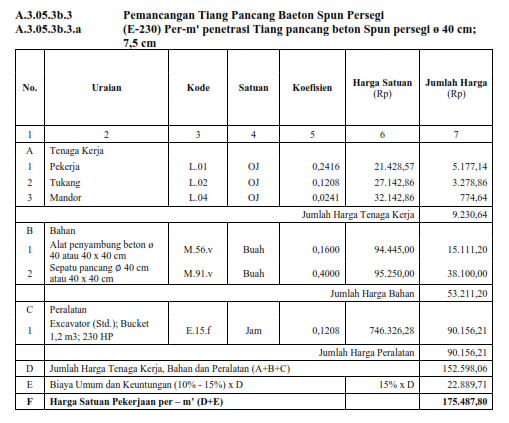 A.3.05.3b.3 Pemancangan Tiang Pancang Baeton Spun Persegi
A.3.05.3b.3.a (E-230) Per-m' penetrasi Tiang pancang beton Spun persegi ø 40 cm;
7,5 cm
No. Uraian Kode Satuan Koefisien Harga Satuan (Rp) Jumlah Harga (Rp)
1 2 3 4 5 6 7
A Tenaga Kerja
1 Pekerja L.01 OJ 0,2416 21.428,57 5.177,14
2 Tukang L.02 OJ 0,1208 27.142,86 3.278,86
3 Mandor L.04 OJ 0,0241 32.142,86 774,64
Jumlah Harga Tenaga Kerja 9.230,64
B Bahan
1 Alat penyambung beton ø 40 atau 40 x 40 cm M.56.v Buah 0,1600 94.445,00 15.111,20
2 Sepatu pancang Ø 40 cm atau 40 x 40 cm M.91.v Buah 0,4000 95.250,00 38.100,00
Jumlah Harga Bahan 53.211,20
C Peralatan
1 Excavator (Std.); Bucket 1,2 m3; 230 HP E.15.f Jam 0,1208 746.326,28 90.156,21
Jumlah Harga Peralatan 90.156,21
D Jumlah Harga Tenaga Kerja, Bahan dan Peralatan (A+B+C) 152.598,06
E Biaya Umum dan Keuntungan (10% - 15%) x D 15% x D 22.889,71
F Harga Satuan Pekerjaan per – m’ (D+E) 175.487,80